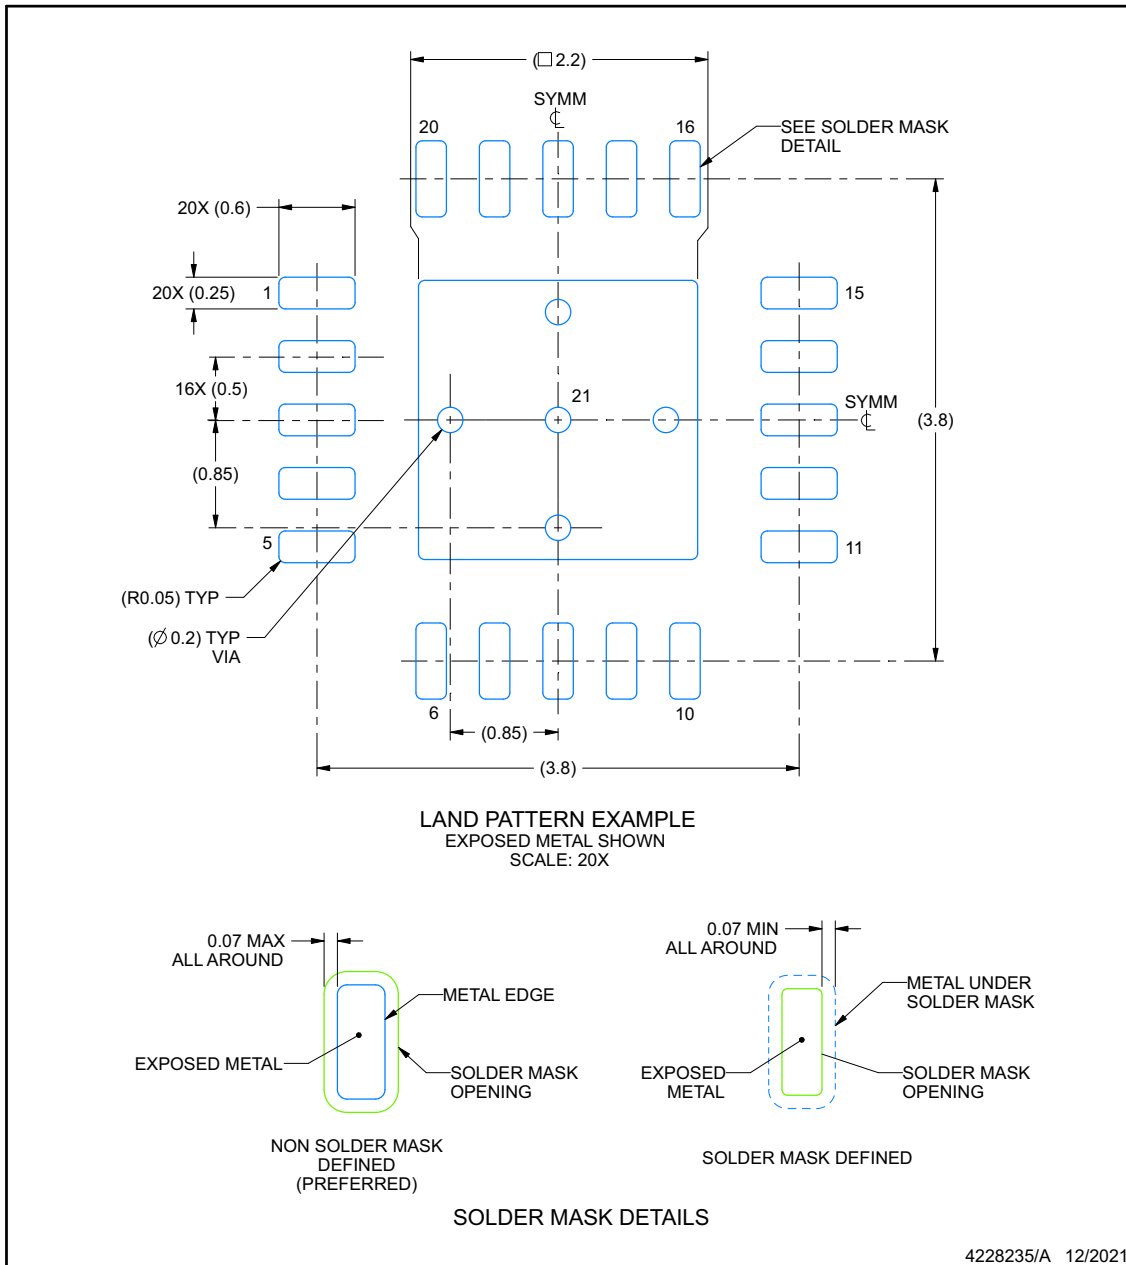 (□ 2.2)
SYMM
℄
20
16
SEE SOLDER MASK
DETAIL
20X (0.6)
20X (0.25)
1
15
16X (0.5)
21
SYMM
℄
(3.8)
(0.85)
5
11
(R0.05) TYP
(∅ 0.2) TYP
VIA
6
10
(0.85)
(3.8)
LAND PATTERN EXAMPLE
EXPOSED METAL SHOWN
SCALE: 20X
0.07 MAX
ALL AROUND
METAL EDGE
EXPOSED METAL
SOLDER MASK
OPENING
NON SOLDER MASK
DEFINED
(PREFERRED)
0.07 MIN
ALL AROUND
METAL UNDER
SOLDER MASK
EXPOSED
METAL
SOLDER MASK
OPENING
SOLDER MASK DEFINED
SOLDER MASK DETAILS
4228235/A 12/2021